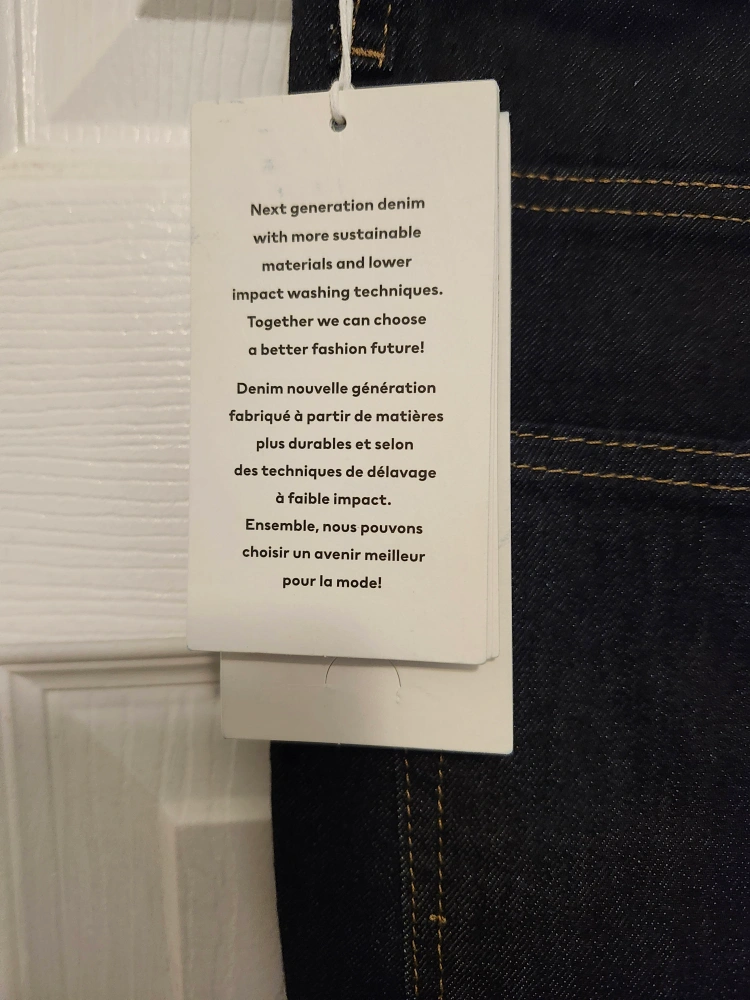 Next generation denim
with more sustainable
materials and lower
impact washing techniques.
Together we can choose
a better fashion future!
Denim nouvelle génération
fabriqué à partir de matières
plus durables et selon
des techniques de délavage
à faible impact.
Ensemble, nous pouvons
choisir un avenir meilleur
pour la mode!